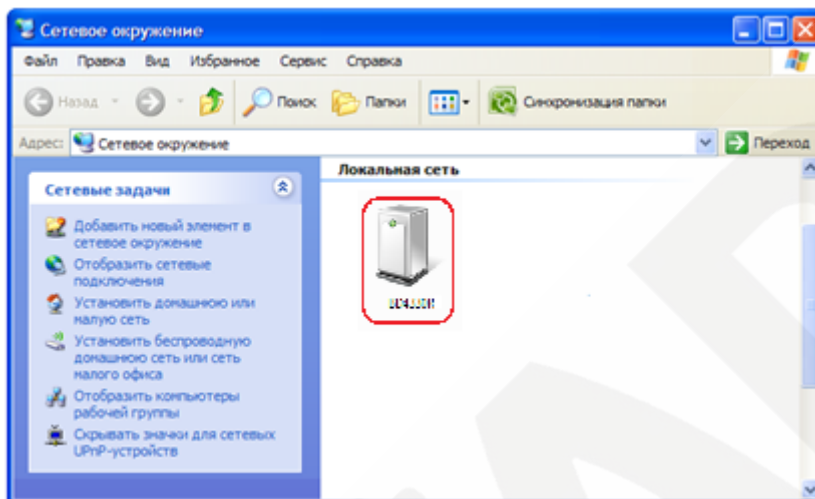 Сетевое окружение
Файл Правка Вид Избранное Сервис Справка
Назад Поиск Папки Синхронизация папки
Адрес: Сетевое окружение Переход
Локальная сеть
Сетевые задачи
Добавить новый элемент в
сетевое окружение
Отобразить сетевые
подключения
Установить домашнюю или
малую сеть
Установить беспроводную
домашнюю сеть или сеть
малого офиса
Отобразить компьютеры
рабочей группы
Скрывать значки для сетевых
UPnP-устройств